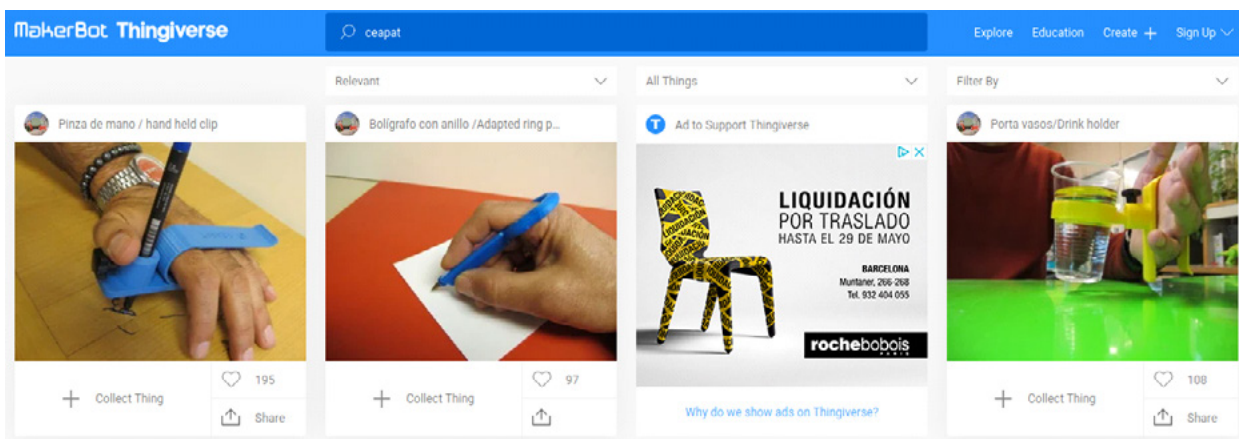 MakerBot Thingiverse
ceapat
Explore Education Create + Sign Up
Relevant
All Things
Filter By
Pinza de mano / hand held clip
Bolígrafo con anillo /Adapted ring p...
Ad to Support Thingiverse
Porta vasos/Drink holder
LIQUIDACIÓN
POR TRASLADO
HASTA EL 29 DE MAYO
BARCELONA
Muntaner, 266-268
Tel. 932 404 055
rochebobois
PARIS
Collect Thing
195
Share
Collect Thing
97
Why do we show ads on Thingiverse?
Collect Thing
108
Share